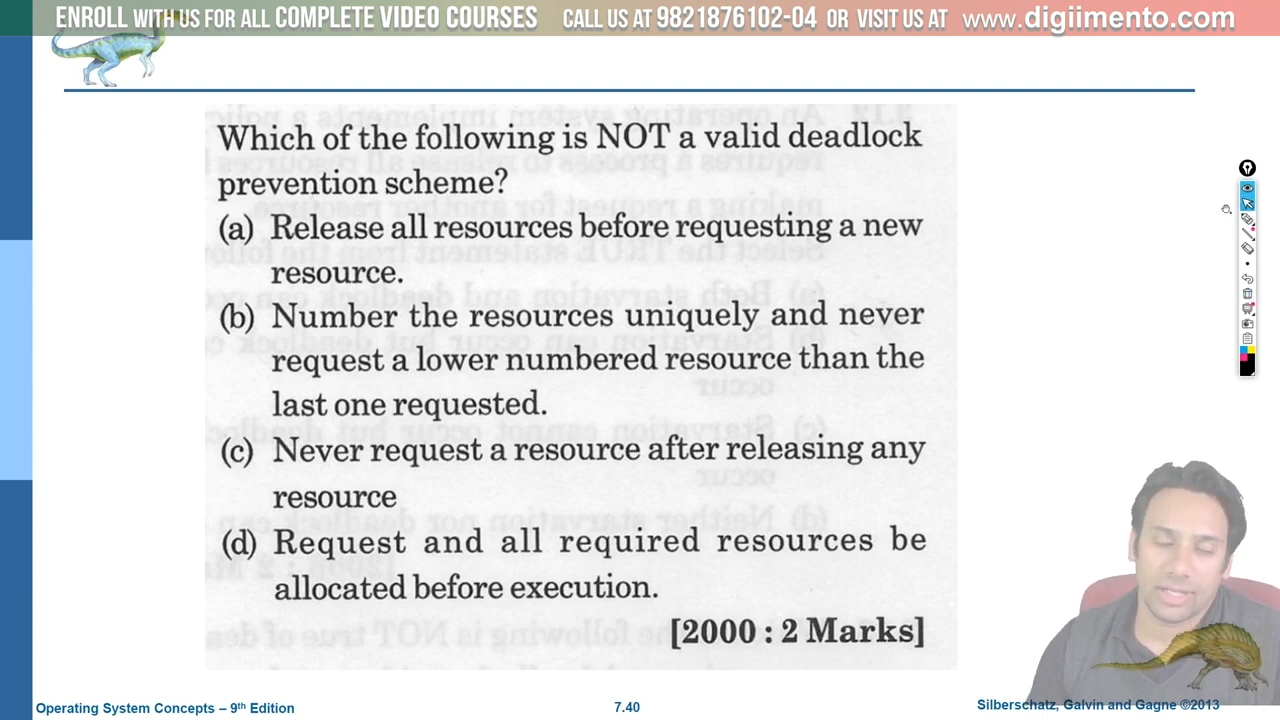 ENROLL WITH US FOR ALL COMPLETE VIDEO COURSES CALL US AT 9821876102-04 OR VISIT US AT www.digiimento.com
Which of the following is NOT a valid deadlock
prevention scheme?
(a) Release all resources before requesting a new
resource.
(b) Number the resources uniquely and never
request a lower numbered resource than the
last one requested.
(c) Never request a resource after releasing any
resource
(d) Request and all required resources be
allocated before execution.
[2000 : 2 Marks]
Operating System Concepts – 9th Edition 7.40 Silberschatz, Galvin and Gagne ©2013